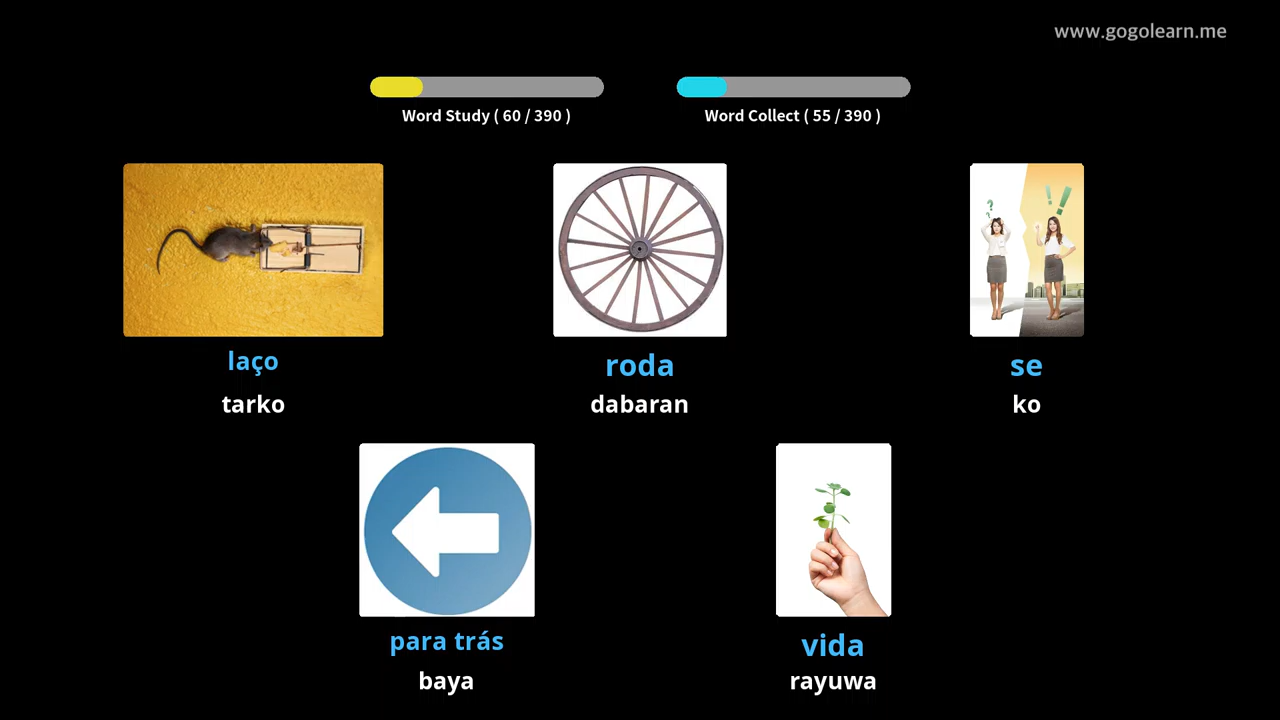 www.gogolearn.me
Word Study ( 60 / 390 )
Word Collect ( 55 / 390 )
laço
tarko
roda
dabaran
se
ko
para trás
baya
vida
rayuwa